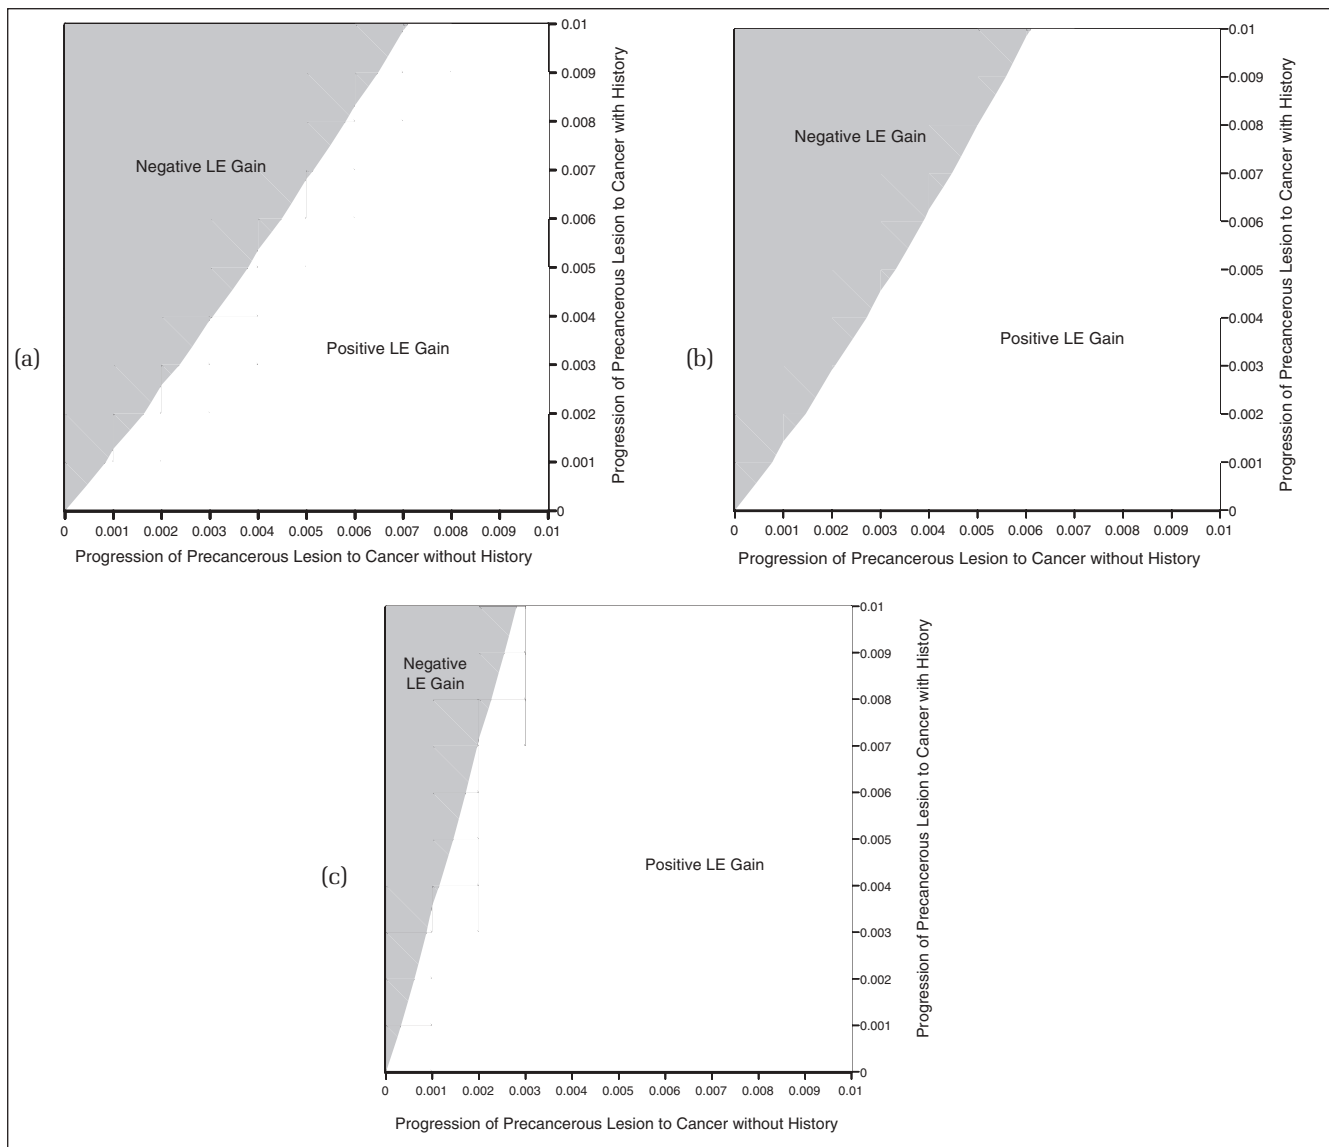 (a)
Negative LE Gain
Positive LE Gain
0.01
0.009
0.008
0.007
0.006
0.005
0.004
0.003
0.002
0.001
0
Progression of Precancerous Lesion to Cancer with History
0 0.001 0.002 0.003 0.004 0.005 0.006 0.007 0.008 0.009 0.01
Progression of Precancerous Lesion to Cancer without History
(b)
Negative LE Gain
Positive LE Gain
0.01
0.009
0.008
0.007
0.006
0.005
0.004
0.003
0.002
0.001
0
Progression of Precancerous Lesion to Cancer with History
0 0.001 0.002 0.003 0.004 0.005 0.006 0.007 0.008 0.009 0.01
Progression of Precancerous Lesion to Cancer without History
(c)
Negative
LE Gain
Positive LE Gain
0.01
0.009
0.008
0.007
0.006
0.005
0.004
0.003
0.002
0.001
0
Progression of Precancerous Lesion to Cancer with History
0 0.001 0.002 0.003 0.004 0.005 0.006 0.007 0.008 0.009 0.01
Progression of Precancerous Lesion to Cancer without History